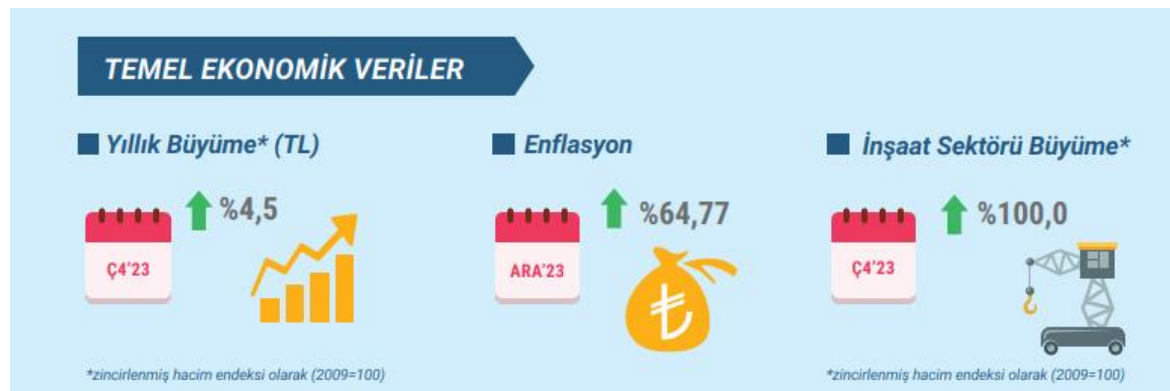 TEMEL EKONOMİK VERİLER
Yıllık Büyüme* (TL)
%4,5
Ç4'23
*zincirlenmiş hacim endeksi olarak (2009=100)
Enflasyon
%64,77
ARA'23
₺
İnşaat Sektörü Büyüme*
%100,0
Ç4'23
*zincirlenmiş hacim endeksi olarak (2009=100)